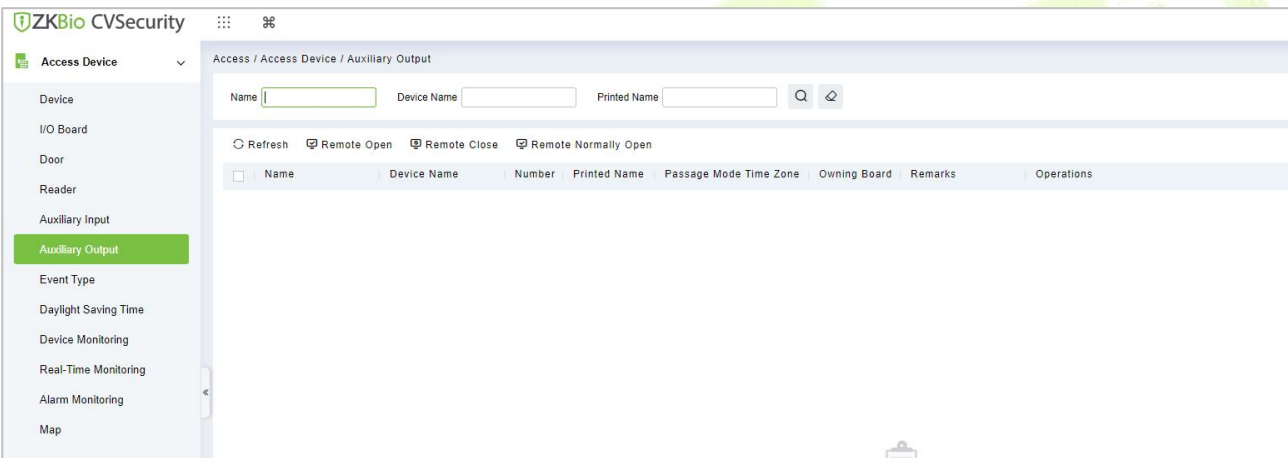 ZKBio CVSecurity
Access Device
Access / Access Device / Auxiliary Output
Device
I/O Board
Door
Reader
Auxiliary Input
Auxiliary Output
Event Type
Daylight Saving Time
Device Monitoring
Real-Time Monitoring
Alarm Monitoring
Map
Name Device Name Printed Name
Refresh Remote Open Remote Close Remote Normally Open
Name Device Name Number Printed Name Passage Mode Time Zone Owning Board Remarks Operations